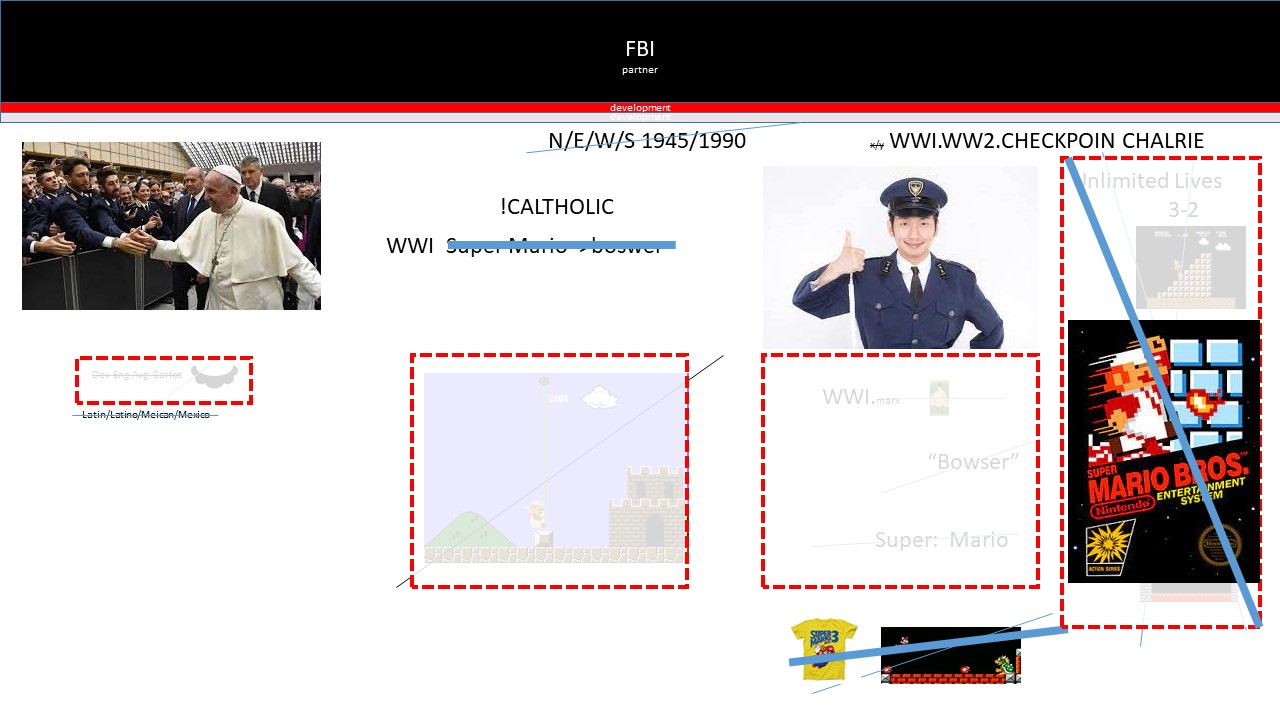 FBI
partner
development
development
N/E/W/S 1945/1990
x/y WWI.WW2.CHECKPOIN CHALRIE
!CALTHOLIC
WWI Super Mario ->boswer
Unlimited Lives
3-2
Dev Eng Avg: Carlos
Latin/Latino/Meican/Mexico
2000
WWI.mark
“Bowser”
Super: Mario
SUPER
MARIO BROS.™
Nintendo
ENTERTAINMENT
SYSTEM
ACTION SERIES
SUPER
MARIO
3